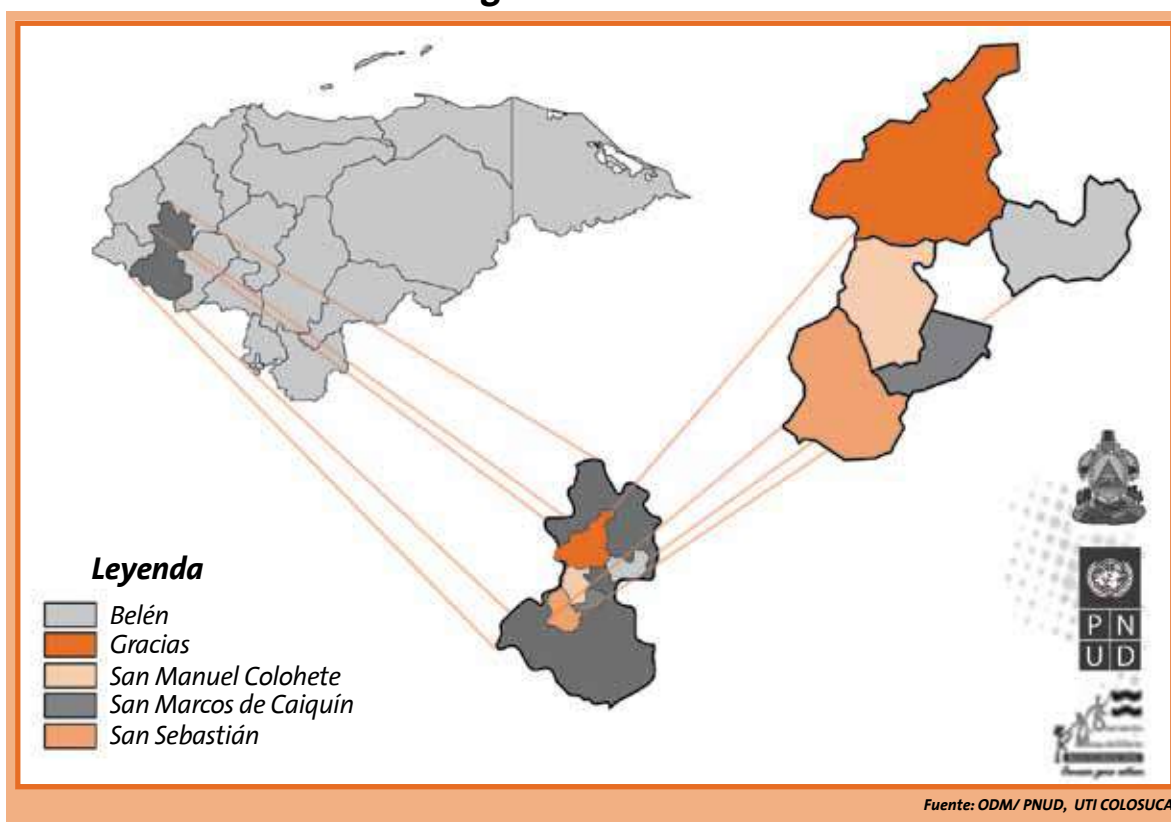 Leyenda
Belén
Gracias
San Manuel Colohete
San Marcos de Caiquín
San Sebastián
P N
U D
Fuente: ODM/ PNUD, UTI COLOSUCA